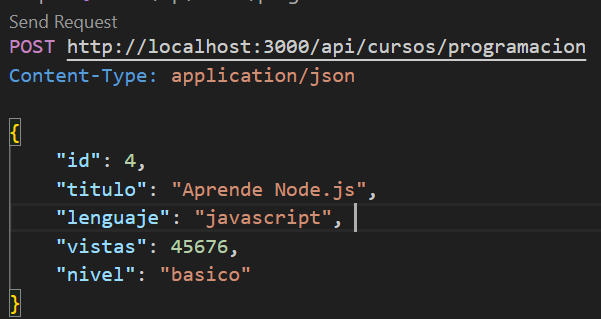 Send Request
POST http://localhost:3000/api/cursos/programacion
Content-Type: application/json
{
"id": 4,
"titulo": "Aprende Node.js",
"lenguaje": "javascript",
"vistas": 45676,
"nivel": "basico"
}